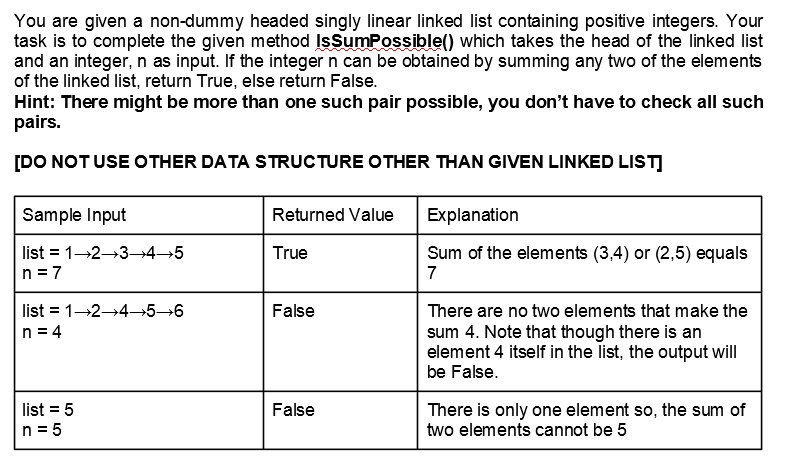 You are given a non-dummy headed singly linear linked list containing positive integers. Your
task is to complete the given method IsSumPossible() which takes the head of the linked list
and an integer, n as input. If the integer n can be obtained by summing any two of the elements
of the linked list, return True, else return False.
Hint: There might be more than one such pair possible, you don't have to check all such
pairs.
[DO NOT USE OTHER DATA STRUCTURE OTHER THAN GIVEN LINKED LIST]
Sample Input
Returned Value
Explanation
list = 1→2→3→4→5
n = 7
True
Sum of the elements (3,4) or (2,5) equals
7
list = 1→2→4→5→6
n = 4
False
There are no two elements that make the
sum 4. Note that though there is an
element 4 itself in the list, the output will
be False.
list = 5
n = 5
False
There is only one element so, the sum of
two elements cannot be 5